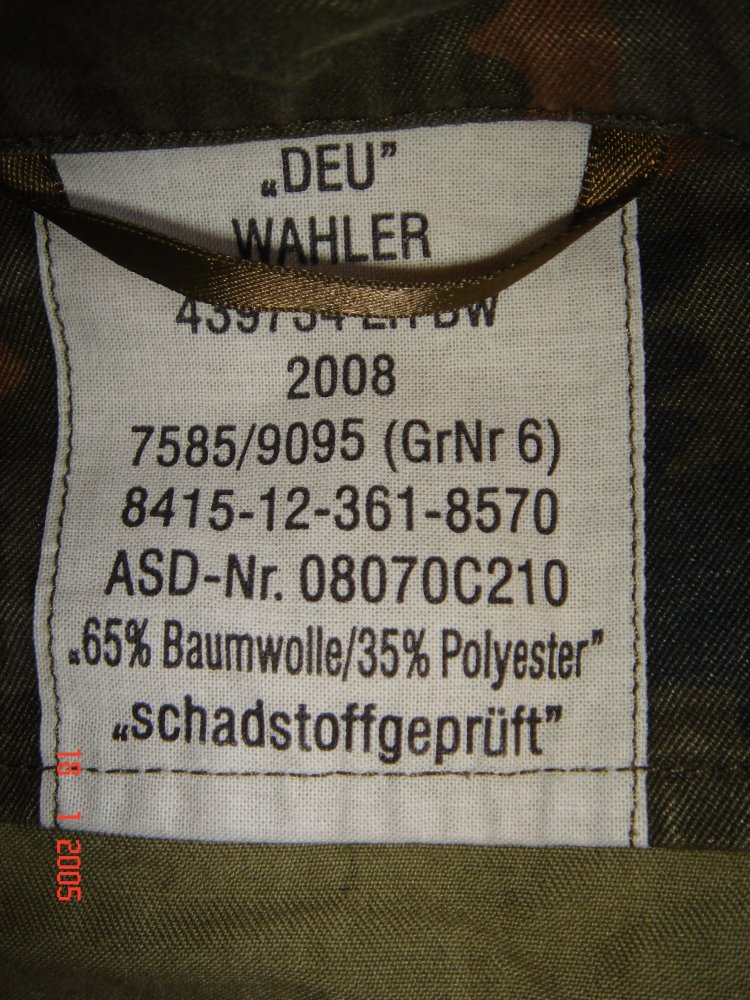 „DEU”
WAHLER
2008
7585/9095 (GrNr 6)
8415-12-361-8570
ASD-Nr. 08070C210
„65% Baumwolle/35% Polyester”
„schadstoffgeprüft”
18 1 2005